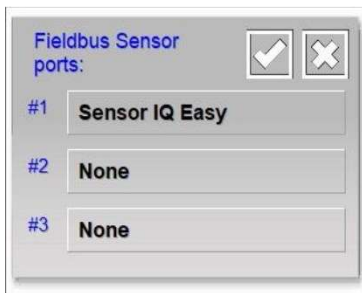 Fieldbus Sensor
ports:
#1 Sensor IQ Easy
#2 None
#3 None